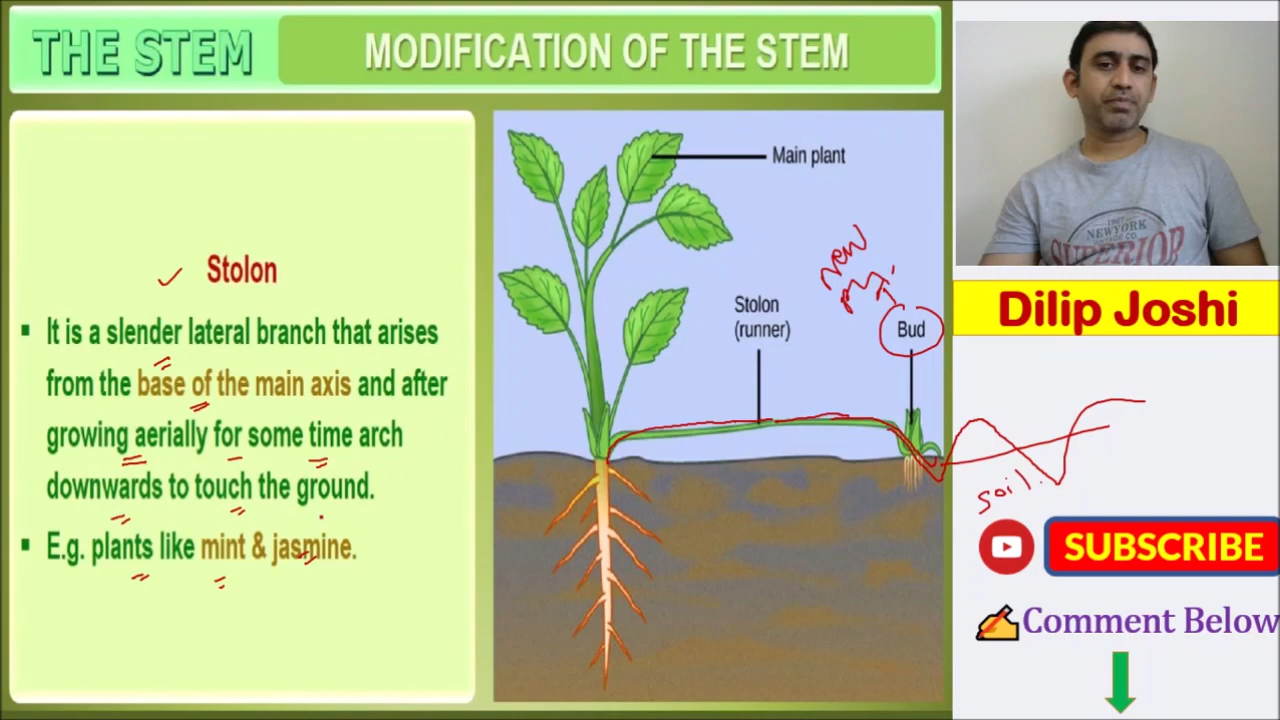 THE STEM
MODIFICATION OF THE STEM
Stolon
▪ It is a slender lateral branch that arises
from the base of the main axis and after
growing aerially for some time arch
downwards to touch the ground.
▪ E.g. plants like mint & jasmine.
Main plant
Stolon
(runner)
Bud
new
soil.
NEWYORK
SUPERIOR
Dilip Joshi
SUBSCRIBE
Comment Below